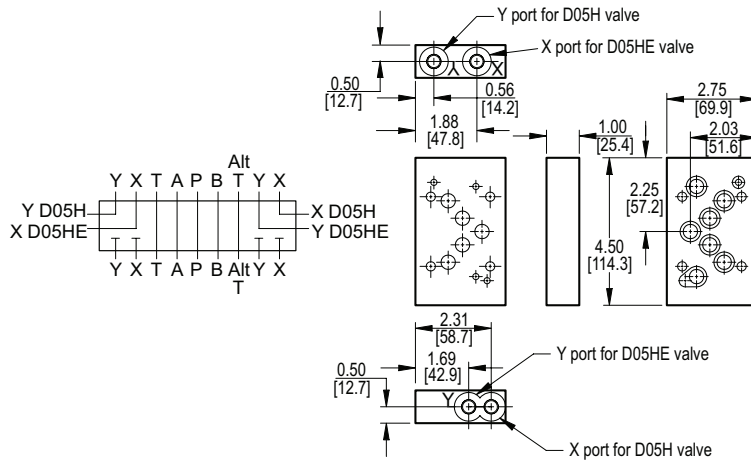 Y port for D05H valve
X port for D05HE valve
Y X
0.50
[12.7]
0.56
[14.2]
1.88
[47.8]
1.00
[25.4]
2.75
[69.9]
2.03
[51.6]
2.25
[57.2]
4.50
[114.3]
Alt
Y X T A P B T Y X
Y D05H
X D05HE
X D05H
Y D05HE
Y X T A P B Alt Y X
T
2.31
[58.7]
1.69
[42.9]
0.50
[12.7]
Y
Y port for D05HE valve
X port for D05H valve